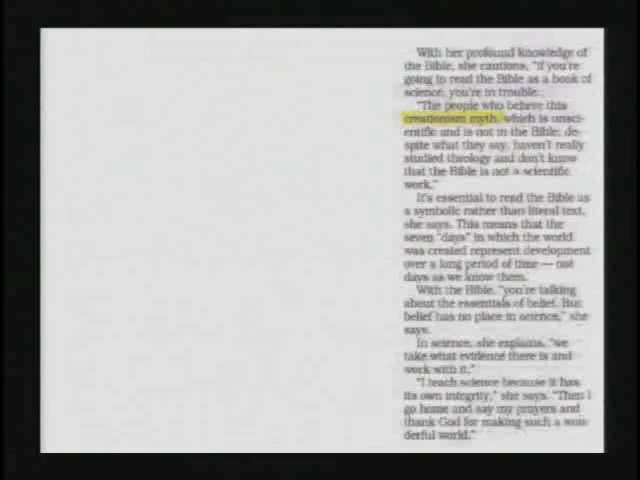 With her profound knowledge of
the Bible, she cautions, "if you're
going to read the Bible as a book of
science, you're in trouble.
"The people who believe this
creationism myth, which is unsci-
entific and is not in the Bible, de-
spite what they say, haven't really
studied theology and don't know
that the Bible is not a scientific
work."
It's essential to read the Bible as
a symbolic rather than literal text,
she says. This means that the
seven "days" in which the world
was created represent development
over a long period of time — not
days as we know them.
With the Bible, "you're talking
about the essentials of belief. But
belief has no place in science," she
says.
In science, she explains, "we
take what evidence there is and
work with it."
"I teach science because it has
its own integrity," she says. "Then I
go home and say my prayers and
thank God for making such a won-
derful world."